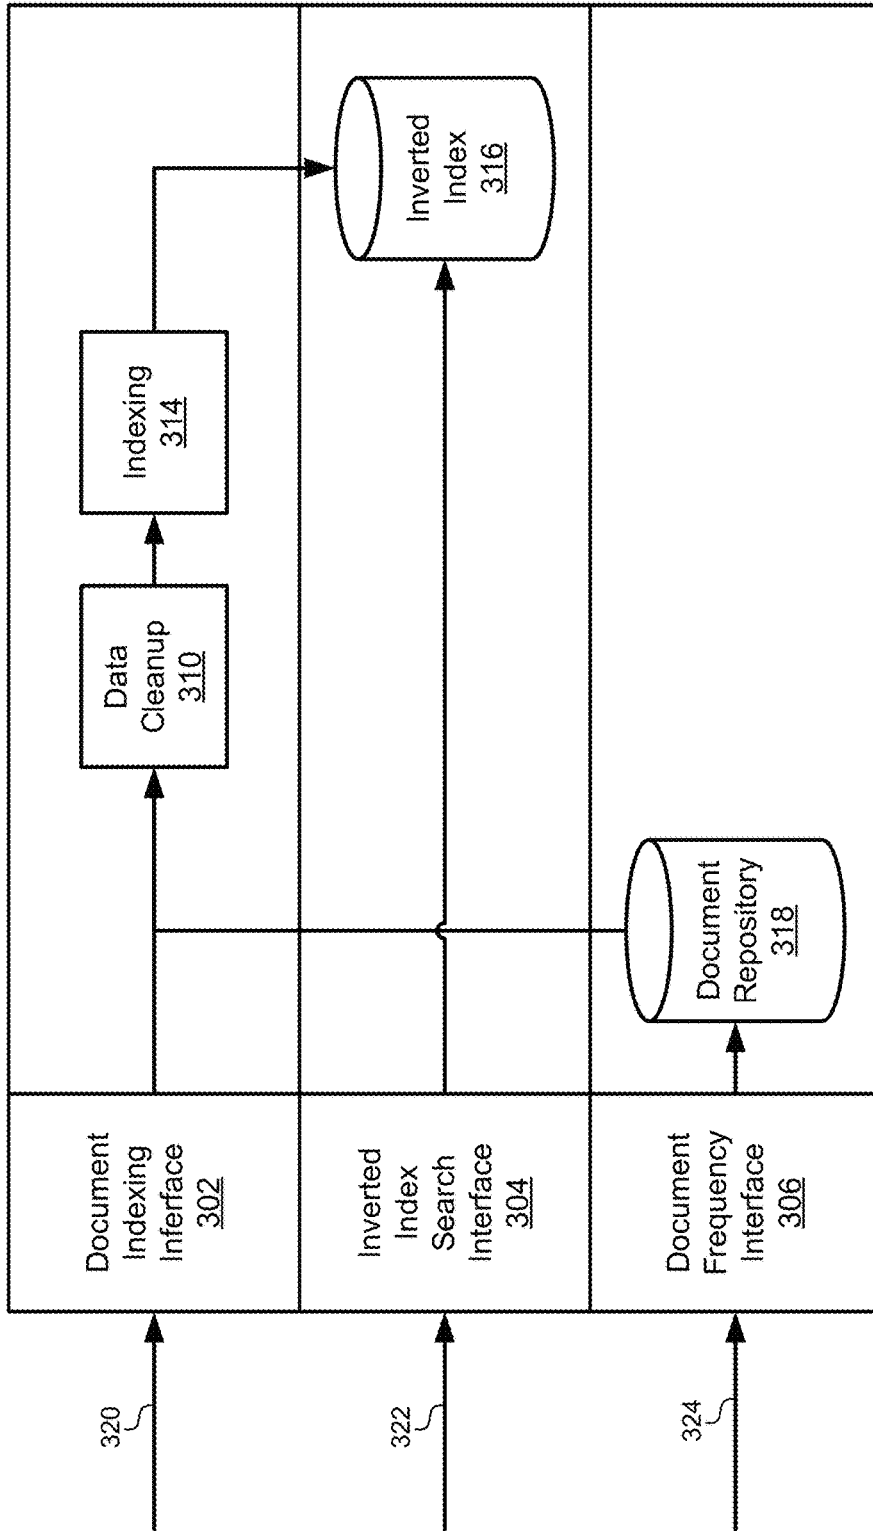 320
Document
Indexing
Inferface
302
Data
Cleanup
310
Indexing
314
322
Inverted
Index
Search
Interface
304
Inverted
Index
316
324
Document
Frequency
Interface
306
Document
Repository
318